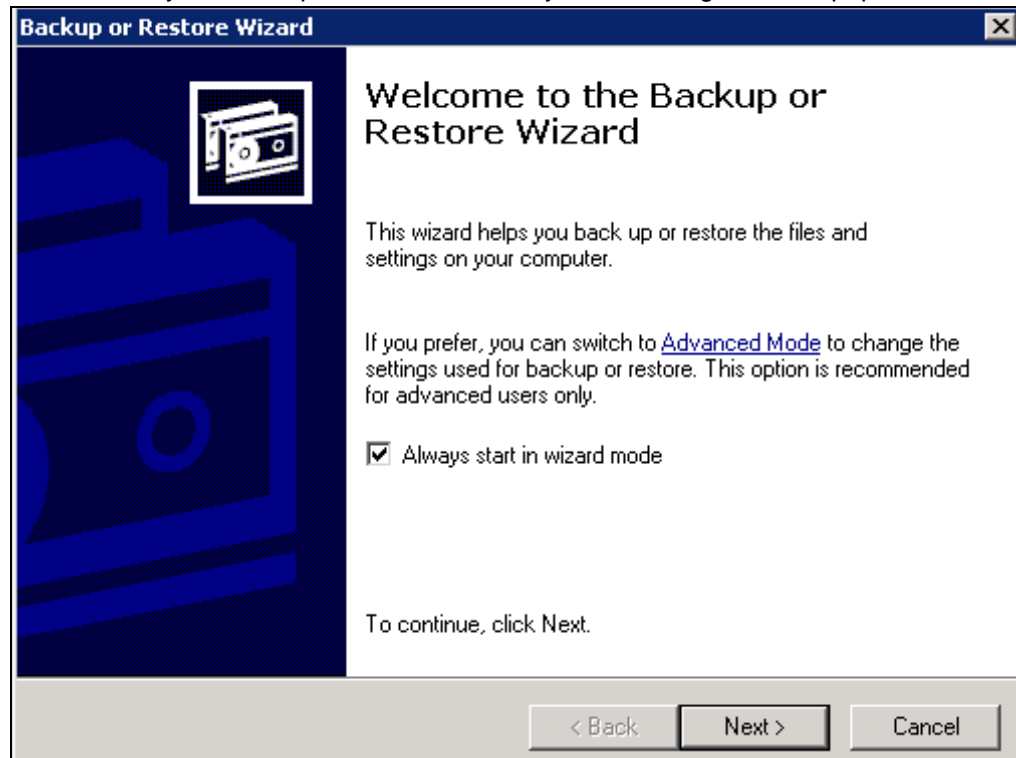 Backup or Restore Wizard
Welcome to the Backup or
Restore Wizard
This wizard helps you back up or restore the files and
settings on your computer.
If you prefer, you can switch to Advanced Mode to change the
settings used for backup or restore. This option is recommended
for advanced users only.
Always start in wizard mode
To continue, click Next.
< Back Next > Cancel